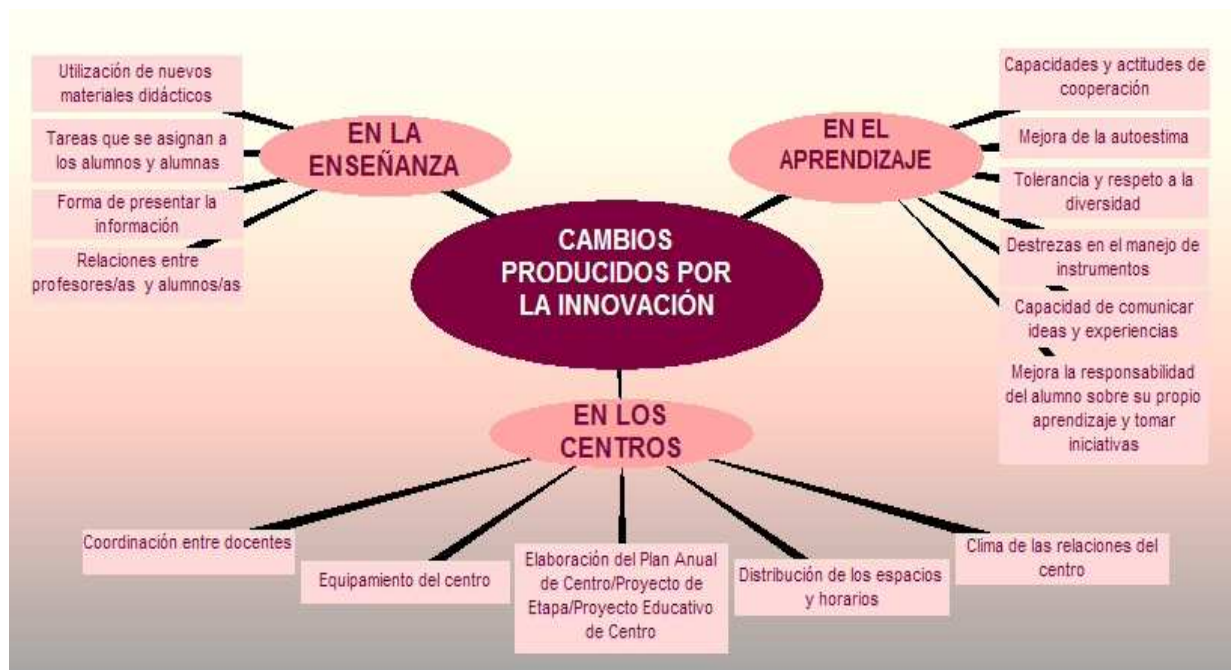 CAMBIOS
PRODUCIDOS POR
LA INNOVACIÓN
EN LA
ENSEÑANZA
Utilización de nuevos
materiales didácticos
Tareas que se asignan a
los alumnos y alumnas
Forma de presentar la
información
Relaciones entre
profesores/as y alumnos/as
EN EL
APRENDIZAJE
Capacidades y actitudes de
cooperación
Mejora de la autoestima
Tolerancia y respeto a la
diversidad
Destrezas en el manejo de
instrumentos
Capacidad de comunicar
ideas y experiencias
Mejora la responsabilidad
del alumno sobre su propio
aprendizaje y tomar
iniciativas
EN LOS
CENTROS
Coordinación entre docentes
Equipamiento del centro
Elaboración del Plan Anual
de Centro/Proyecto de
Etapa/Proyecto Educativo
de Centro
Distribución de los espacios
y horarios
Clima de las relaciones del
centro